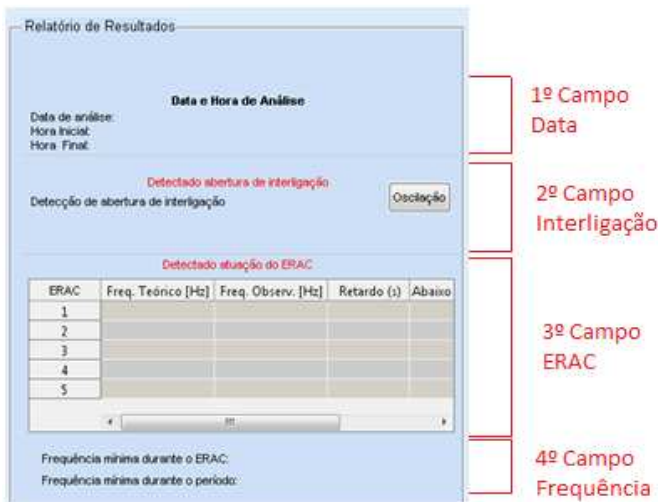 Relatório de Resultados
Data e Hora de Análise
Data de análise:
Hora Inicial:
Hora Final:
1º Campo
Data
Detectado abertura de interligação
Detecção de abertura de interligação
Oscilação
2º Campo
Interligação
Detectado atuação do ERAC
ERAC Freq. Teórico [Hz] Freq. Observ. [Hz] Retardo (s) Abaixo
1
2
3
4
5
3º Campo
ERAC
Frequência mínima durante o ERAC:
Frequência mínima durante o período:
4º Campo
Frequência